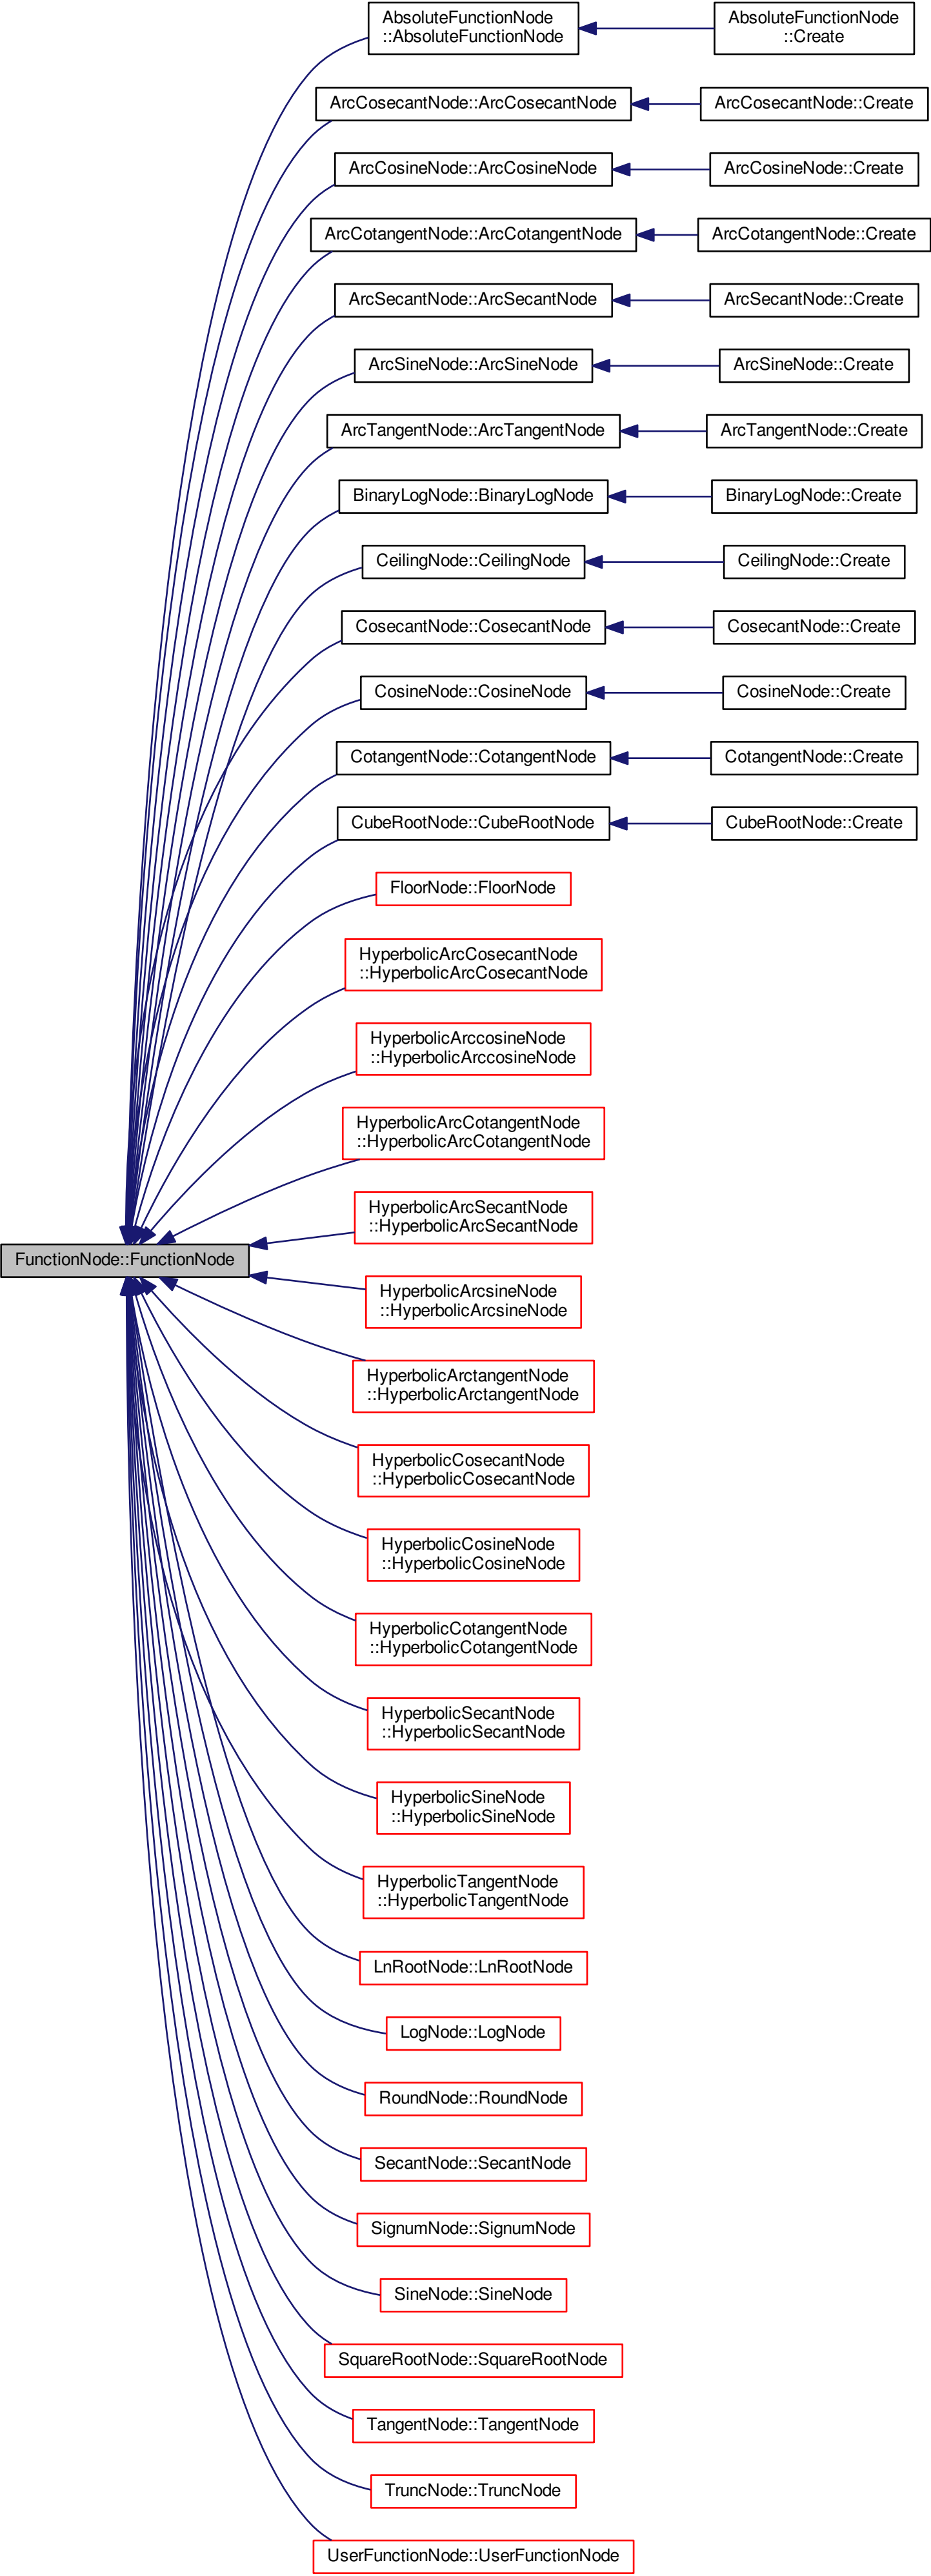 AbsoluteFunctionNode
::AbsoluteFunctionNode
AbsoluteFunctionNode
::Create
ArcCosecantNode::ArcCosecantNode
ArcCosecantNode::Create
ArcCosineNode::ArcCosineNode
ArcCosineNode::Create
ArcCotangentNode::ArcCotangentNode
ArcCotangentNode::Create
ArcSecantNode::ArcSecantNode
ArcSecantNode::Create
ArcSineNode::ArcSineNode
ArcSineNode::Create
ArcTangentNode::ArcTangentNode
ArcTangentNode::Create
BinaryLogNode::BinaryLogNode
BinaryLogNode::Create
CeilingNode::CeilingNode
CeilingNode::Create
CosecantNode::CosecantNode
CosecantNode::Create
CosineNode::CosineNode
CosineNode::Create
CotangentNode::CotangentNode
CotangentNode::Create
CubeRootNode::CubeRootNode
CubeRootNode::Create
FloorNode::FloorNode
HyperbolicArcCosecantNode
::HyperbolicArcCosecantNode
HyperbolicArccosineNode
::HyperbolicArccosineNode
HyperbolicArcCotangentNode
::HyperbolicArcCotangentNode
HyperbolicArcSecantNode
::HyperbolicArcSecantNode
FunctionNode::FunctionNode
HyperbolicArcsineNode
::HyperbolicArcsineNode
HyperbolicArctangentNode
::HyperbolicArctangentNode
HyperbolicCosecantNode
::HyperbolicCosecantNode
HyperbolicCosineNode
::HyperbolicCosineNode
HyperbolicCotangentNode
::HyperbolicCotangentNode
HyperbolicSecantNode
::HyperbolicSecantNode
HyperbolicSineNode
::HyperbolicSineNode
HyperbolicTangentNode
::HyperbolicTangentNode
LnRootNode::LnRootNode
LogNode::LogNode
RoundNode::RoundNode
SecantNode::SecantNode
SignumNode::SignumNode
SineNode::SineNode
SquareRootNode::SquareRootNode
TangentNode::TangentNode
TruncNode::TruncNode
UserFunctionNode::UserFunctionNode